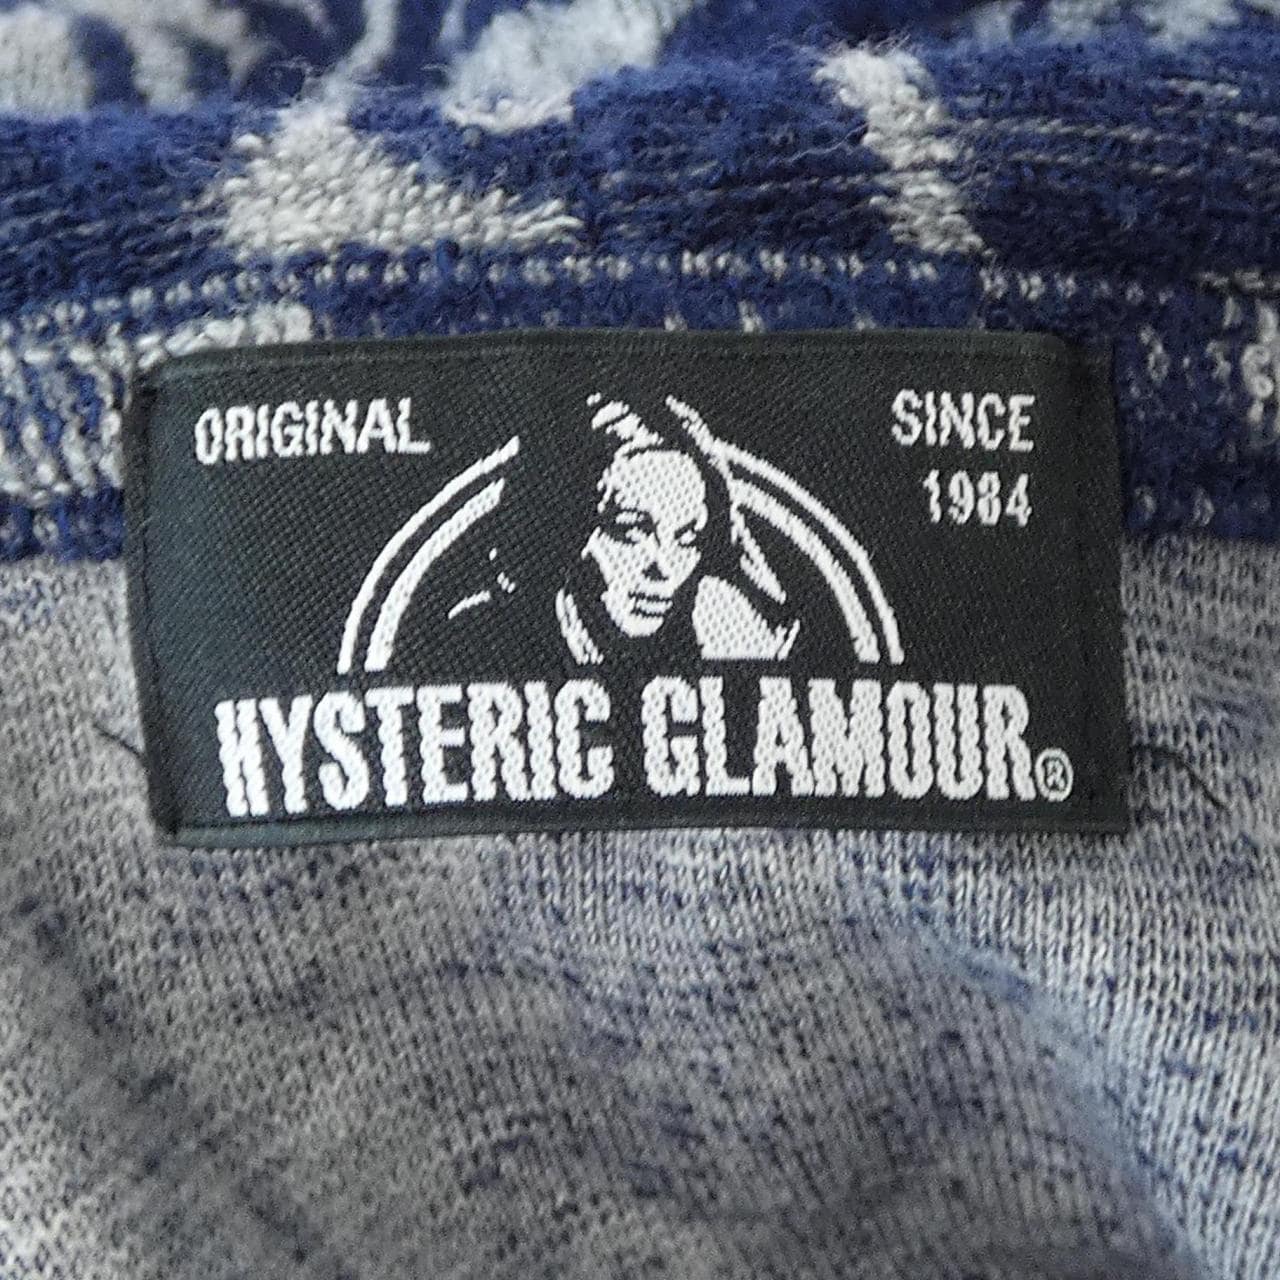 ORIGINAL
SINCE
1984
HYSTERIC GLAMOUR®